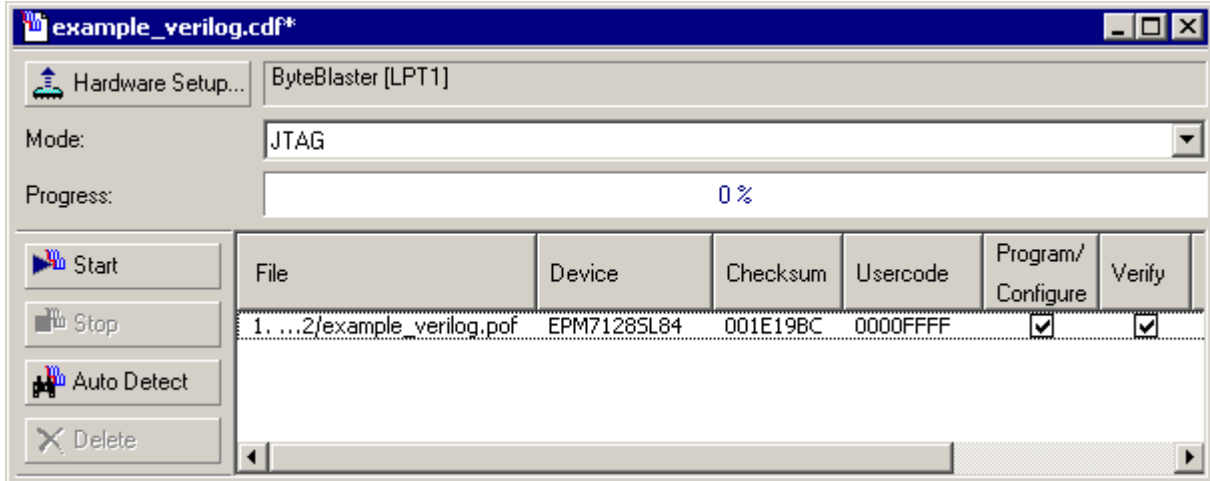 example_verilog.cdf*
Hardware Setup... ByteBlaster [LPT1]
Mode: JTAG
Progress: 0 %
Start
Stop
Auto Detect
Delete
File Device Checksum Usercode Program/ Configure Verify
1. ...2/example_verilog.pof EPM7128SL84 001E19BC 0000FFFF